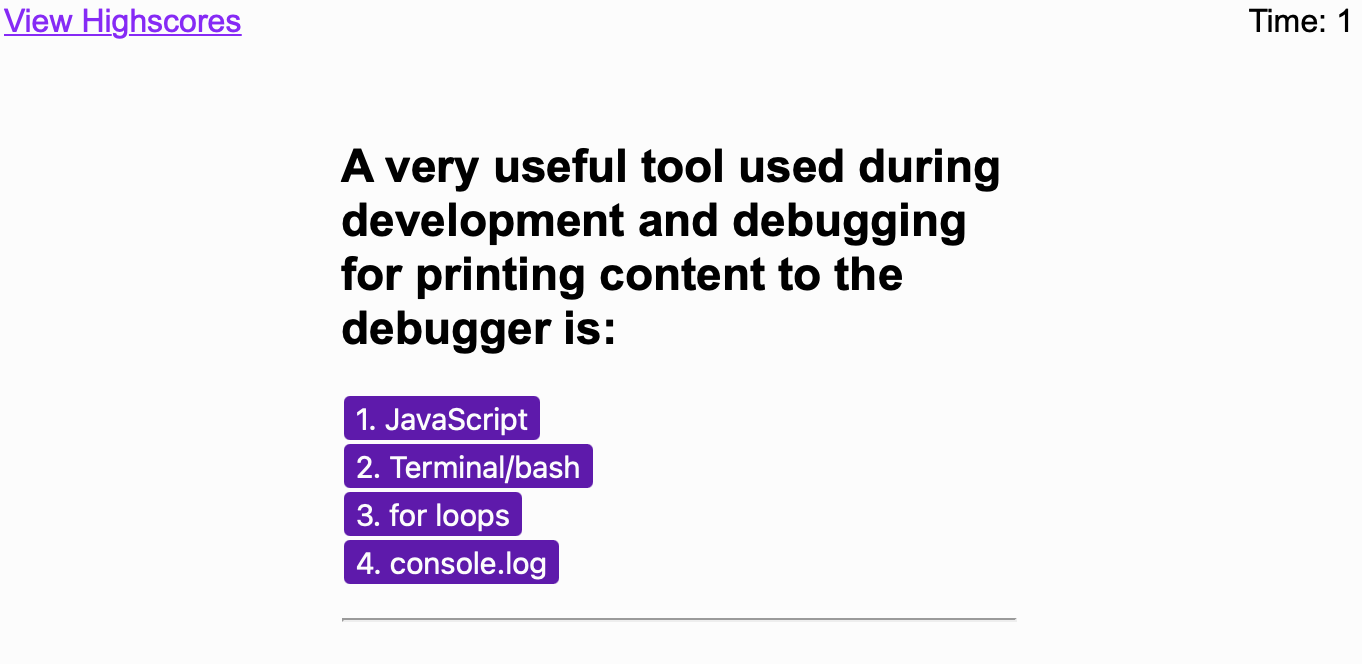 View Highscores
Time: 1
A very useful tool used during
development and debugging
for printing content to the
debugger is:
1. JavaScript
2. Terminal/bash
3. for loops
4. console.log